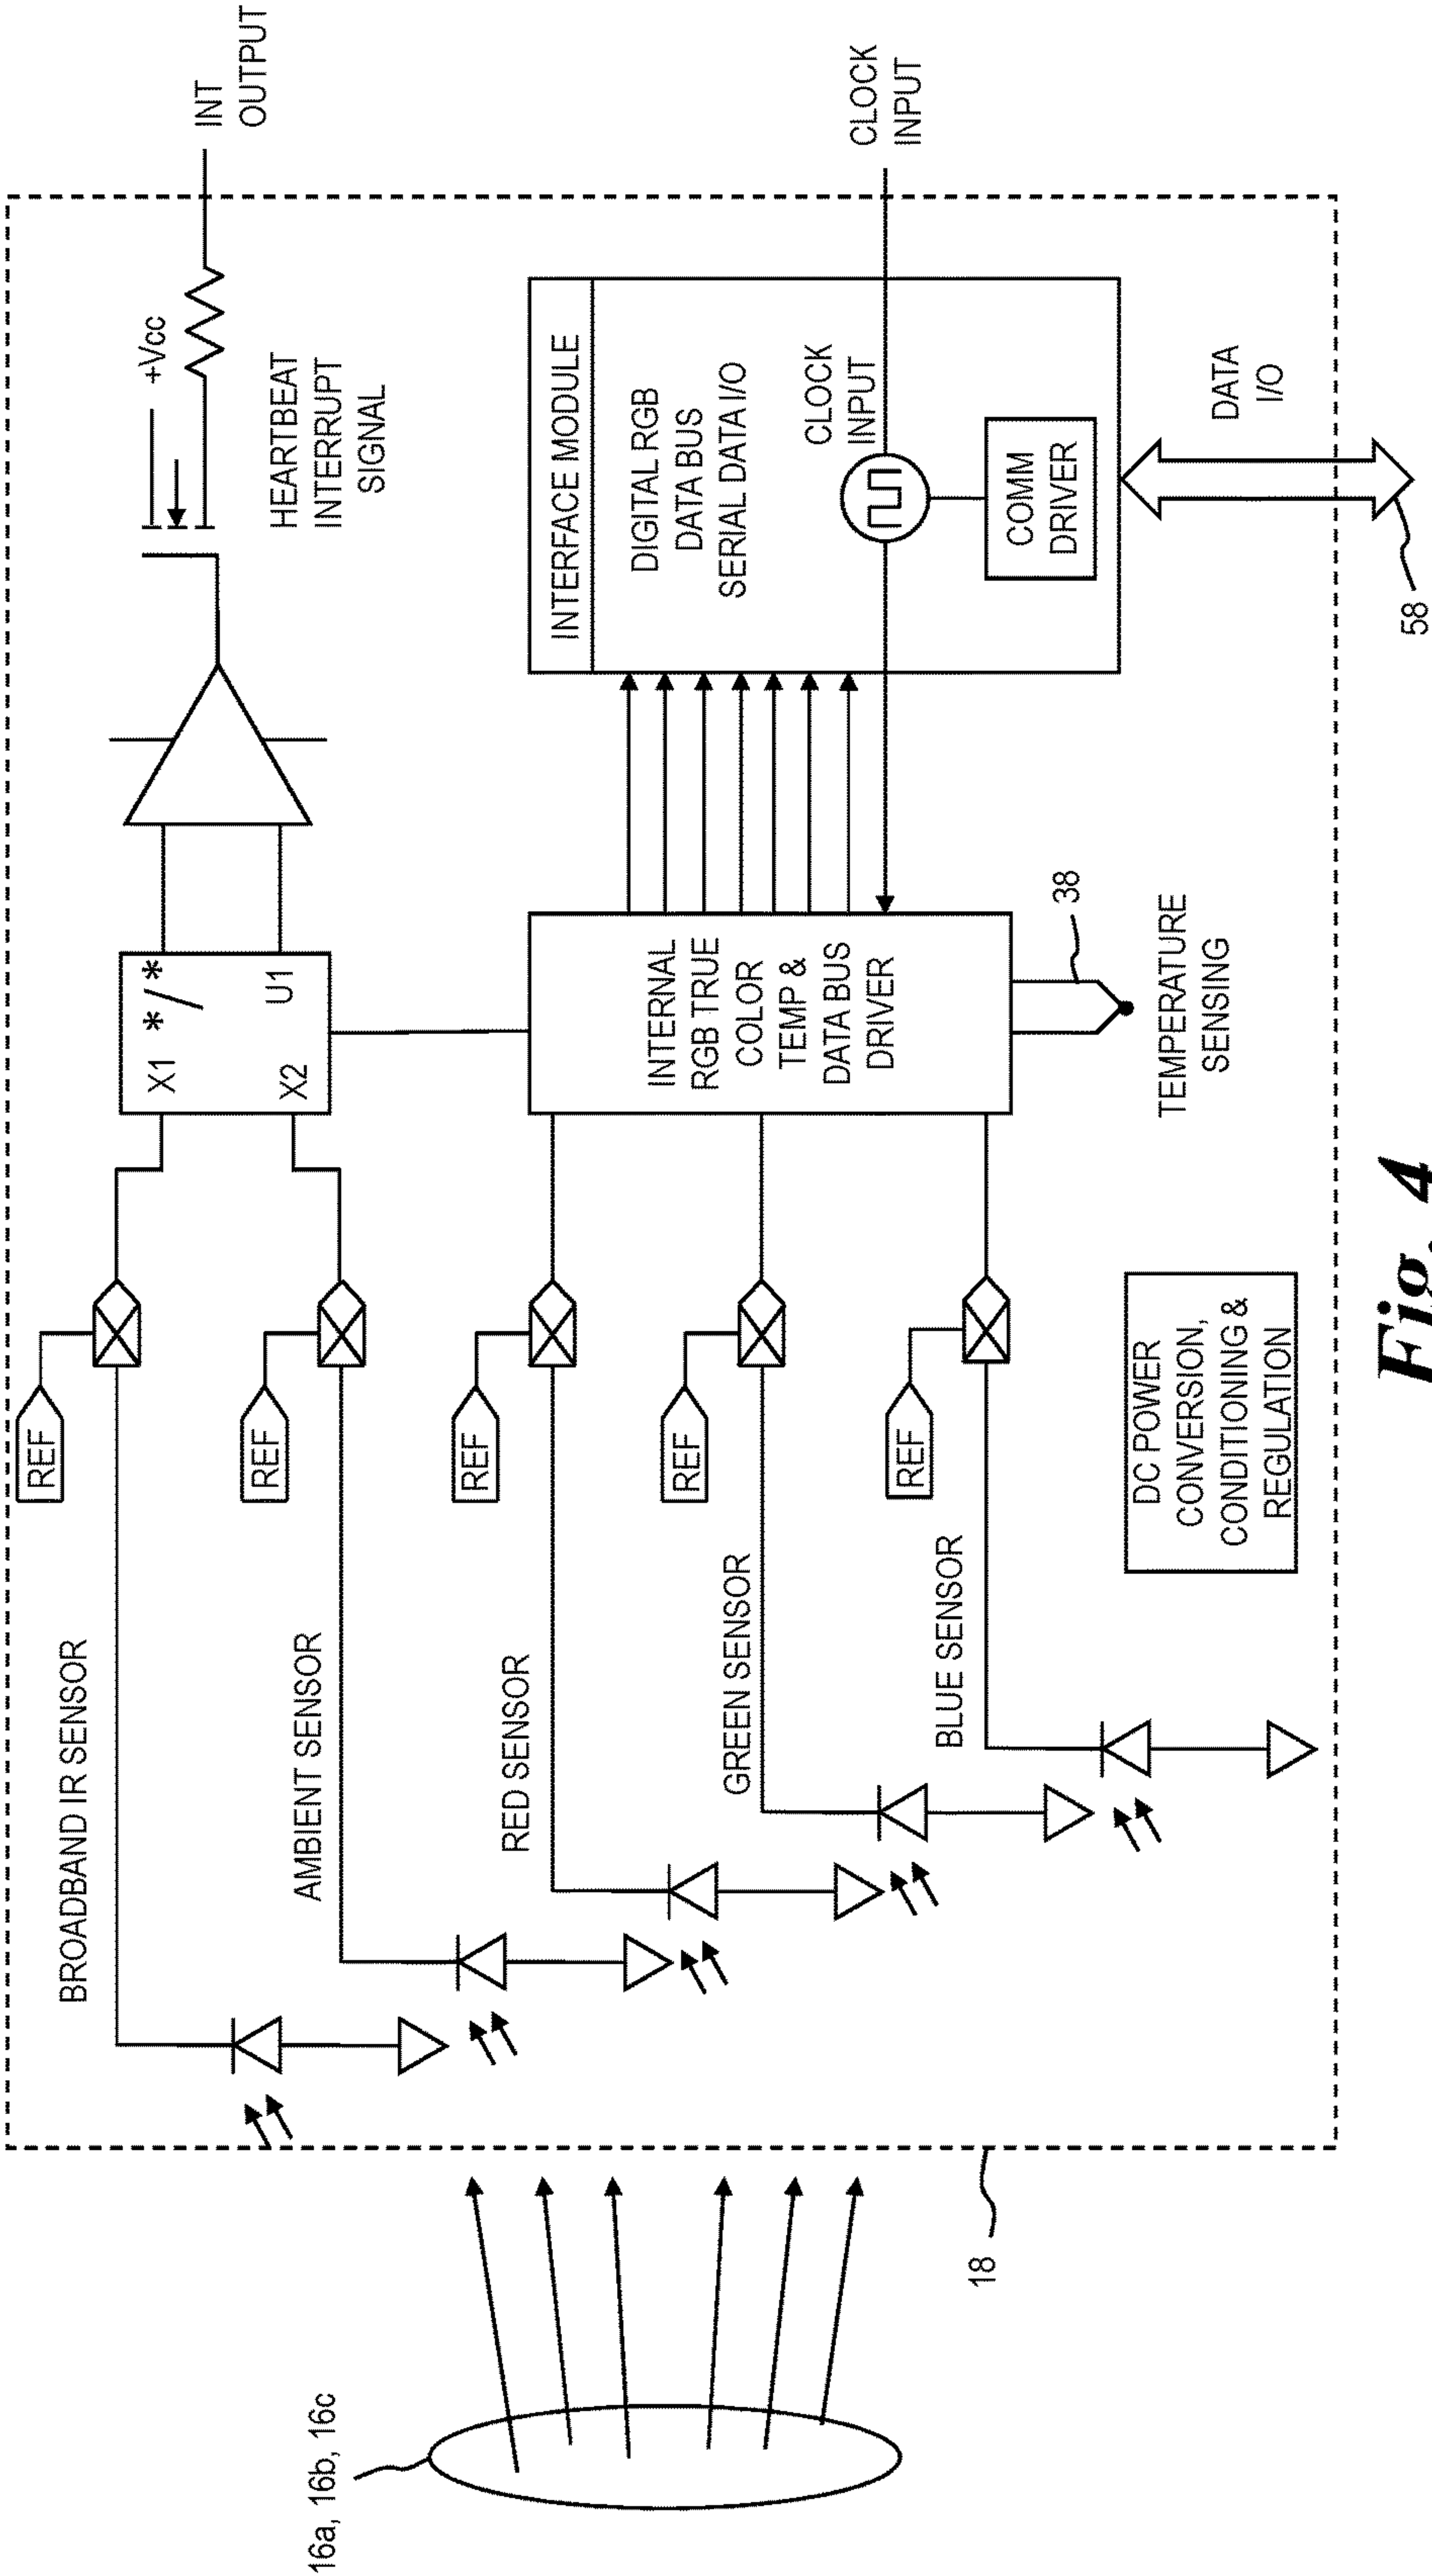 16a, 16b, 16c
18
BROADBAND IR SENSOR
AMBIENT SENSOR
RED SENSOR
GREEN SENSOR
BLUE SENSOR
REF
REF
REF
REF
REF
DC POWER
CONVERSION,
CONDITIONING &
REGULATION
X1
*/*
X2
U1
INTERNAL
RGB TRUE
COLOR
TEMP &
DATA BUS
DRIVER
38
TEMPERATURE
SENSING
+Vcc
HEARTBEAT
INTERRUPT
SIGNAL
INT
OUTPUT
INTERFACE MODULE
DIGITAL RGB
DATA BUS
SERIAL DATA I/O
CLOCK
INPUT
COMM
DRIVER
CLOCK
INPUT
DATA
I/O
58
Fig. 4